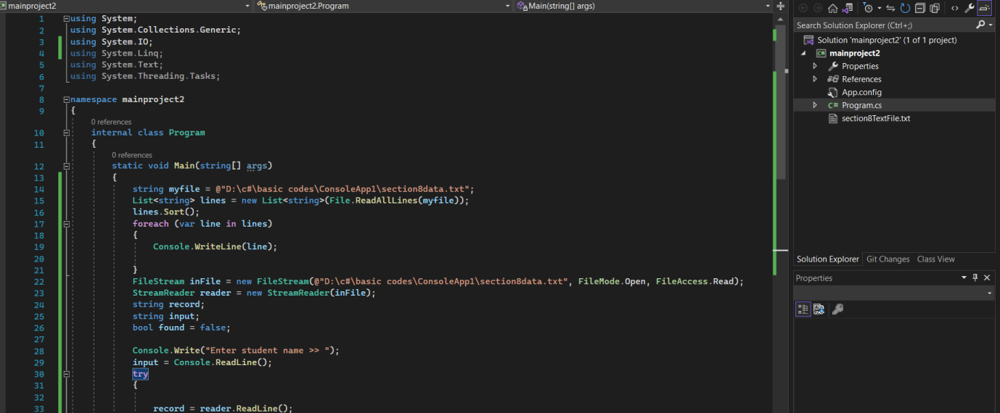 mainproject2
mainproject2.Program
Main(string[] args)
1 using System;
2 using System.Collections.Generic;
3 using System.IO;
4 using System.Linq;
5 using System.Text;
6 using System.Threading.Tasks;
7
8 namespace mainproject2
9 {
0 references
10 internal class Program
11 {
0 references
12 static void Main(string[] args)
13 {
14 string myfile = @"D:\c#\basic codes\ConsoleApp1\section8data.txt";
15 List<string> lines = new List<string>(File.ReadAllLines(myfile));
16 lines.Sort();
17 foreach (var line in lines)
18 {
19 Console.WriteLine(line);
20
21 }
22 FileStream inFile = new FileStream(@"D:\c#\basic codes\ConsoleApp1\section8data.txt", FileMode.Open, FileAccess.Read);
23 StreamReader reader = new StreamReader(inFile);
24 string record;
25 string input;
26 bool found = false;
27
28 Console.Write("Enter student name >> ");
29 input = Console.ReadLine();
30 try
31 {
32
33 record = reader.ReadLine();
Search Solution Explorer (Ctrl+;)
Solution 'mainproject2' (1 of 1 project)
C# mainproject2
Properties
References
App.config
C# Program.cs
section8TextFile.txt
Solution Explorer Git Changes Class View
Properties